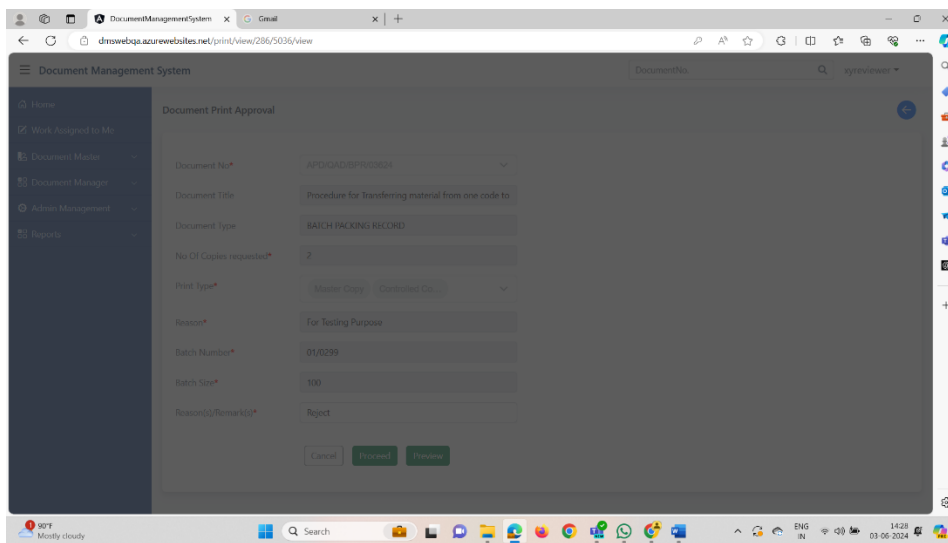 DocumentManagementSystem
Gmail
dmswebqa.azurewebsites.net/print/view/286/5036/view
Document Management System
DocumentNo
Home
Document Print Approval
Work Assigned to Me
Document Master
Document No*
Document Manager
Document Title
Procedure for Transferring material from one code to
Admin Management
Document Type
BATCH PACKING RECORD
Reports
No Of Copies requested*
2
Print Type*
Master Copy
Controlled Co...
Reason*
For Testing Purpose
Batch Number*
01/0299
Batch Size*
100
Reason(s)/Remark(s)*
Reject
Cancel
Proceed
Preview
1
90°F
Mostly cloudy
Search
ENG
IN
14:28
03-06-2024